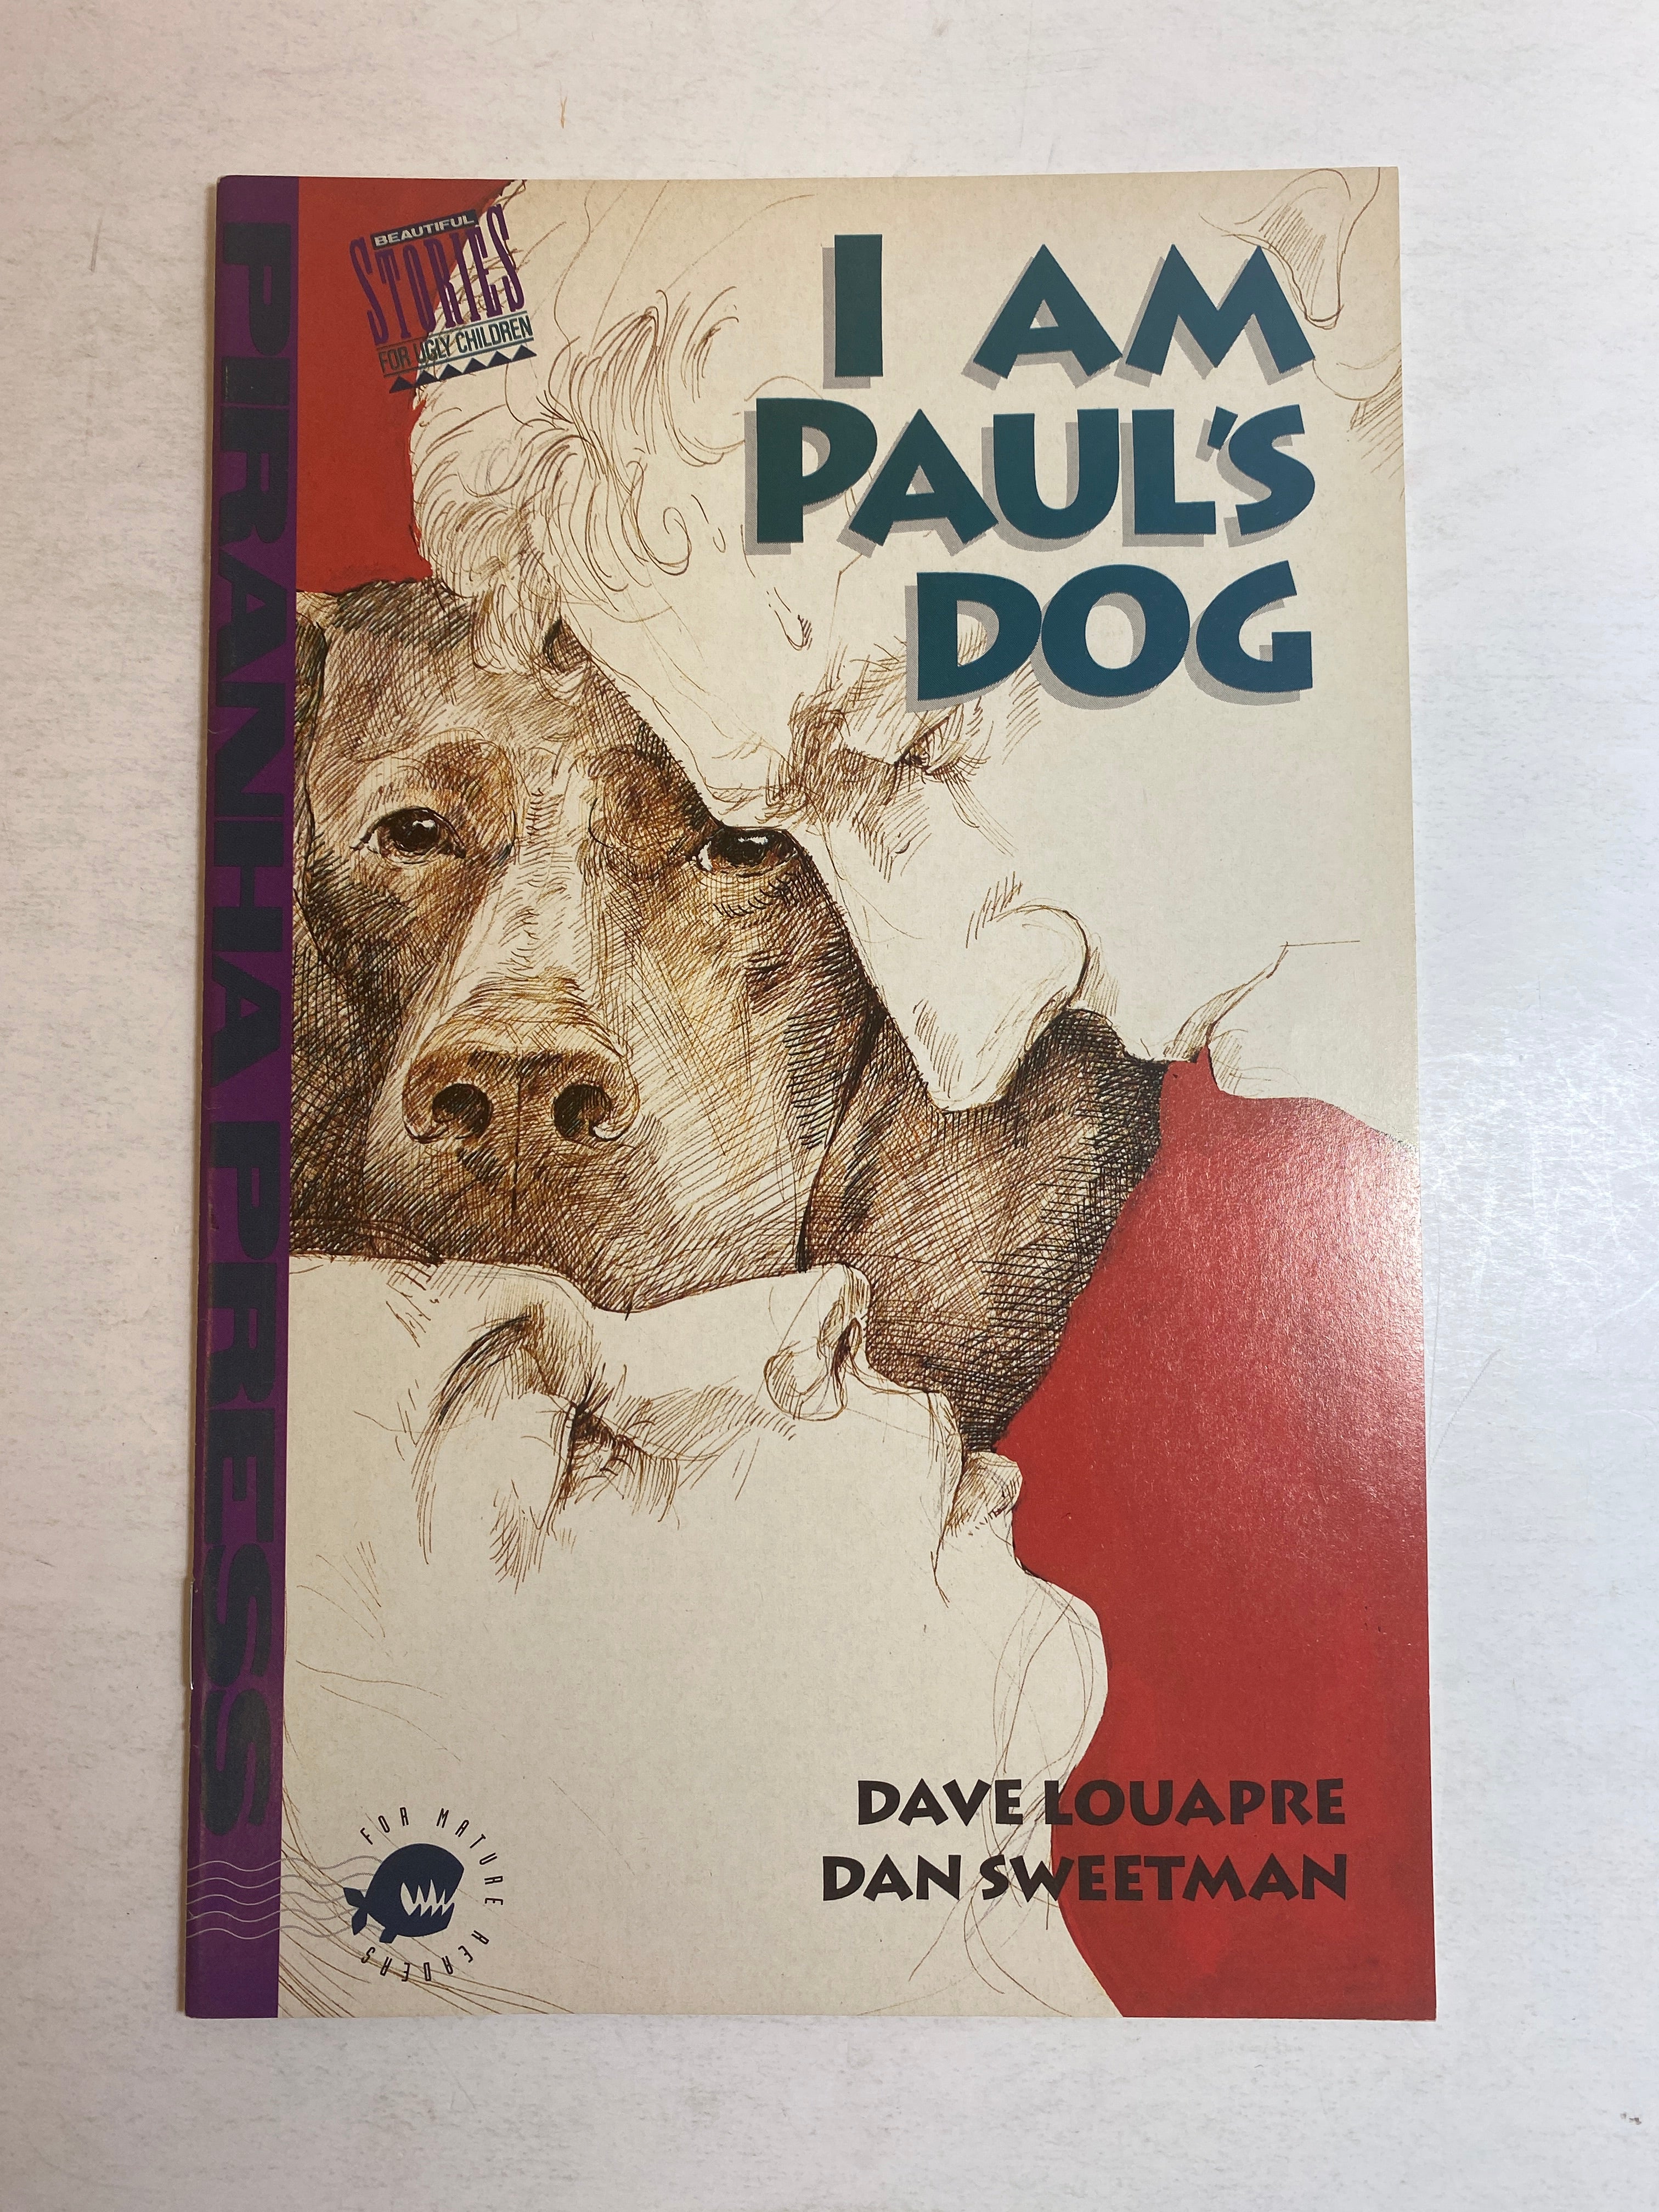 PIRANHA PRESS
BEAUTIFUL
STORIES
FOR UGLY CHILDREN
I AM
PAUL'S
DOG
DAVE LOUAPRE
DAN SWEETMAN
FOR MATURE READERS